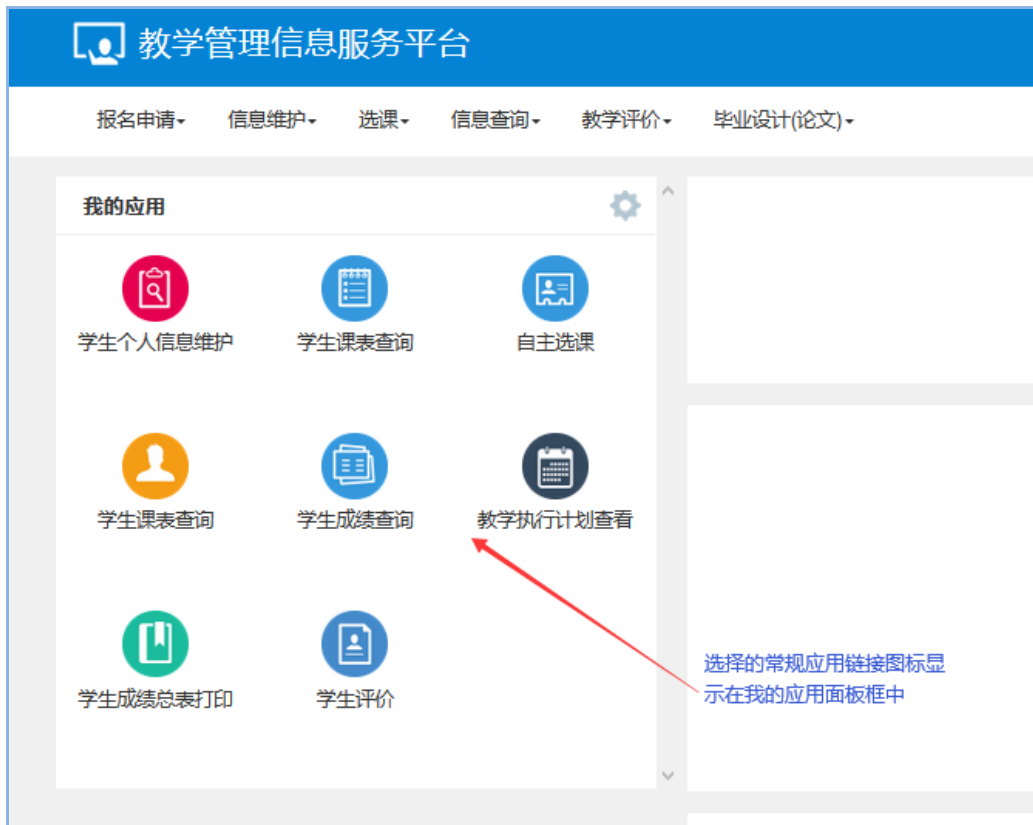 教学管理信息服务平台
报名申请 信息维护 选课 信息查询 教学评价 毕业设计(论文)
我的应用
学生个人信息维护 学生课表查询 自主选课
学生课表查询 学生成绩查询 教学执行计划查看
学生成绩总表打印 学生评价
选择的常规应用链接图标显
示在我的应用面板框中